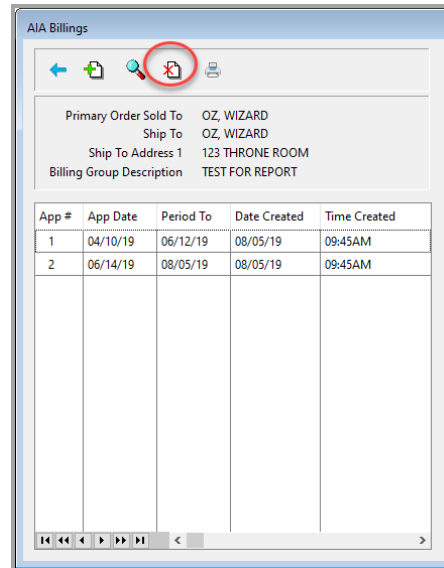 AIA Billings
Primary Order Sold To OZ, WIZARD
Ship To OZ, WIZARD
Ship To Address 1 123 THRONE ROOM
Billing Group Description TEST FOR REPORT
App # App Date Period To Date Created Time Created
1 04/10/19 06/12/19 08/05/19 09:45AM
2 06/14/19 08/05/19 08/05/19 09:45AM